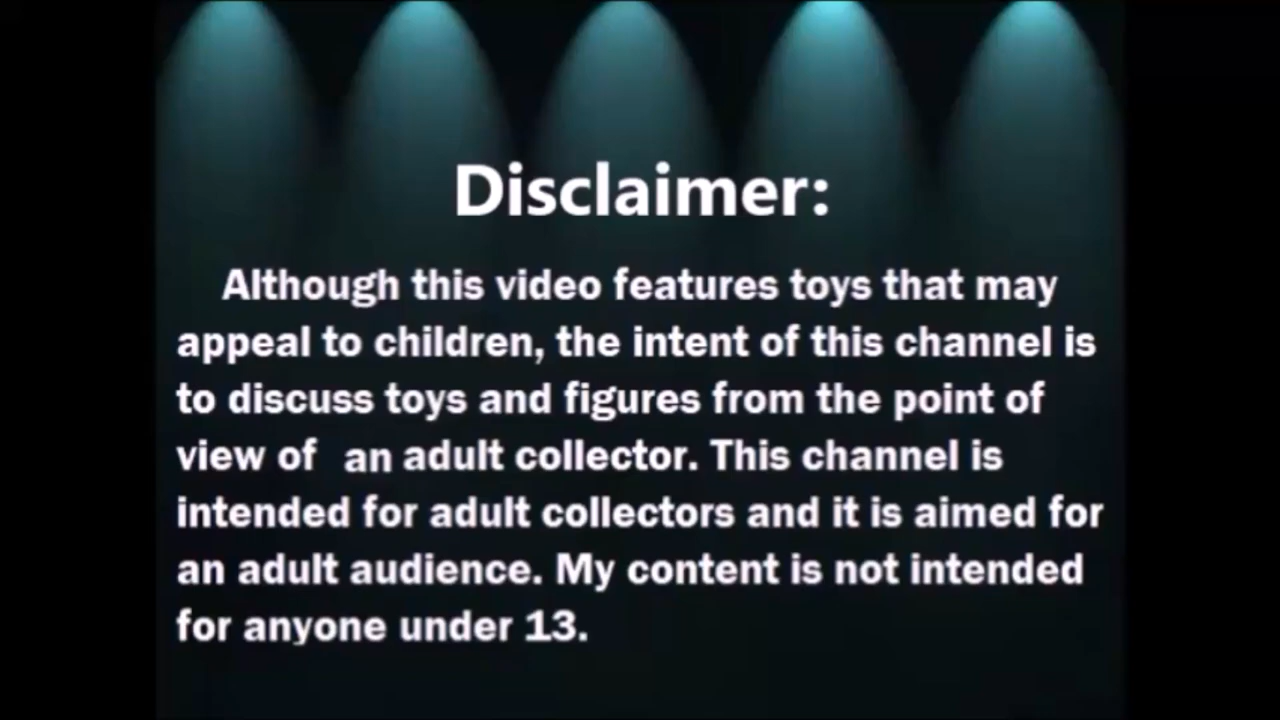 Disclaimer:
Although this video features toys that may
appeal to children, the intent of this channel is
to discuss toys and figures from the point of
view of an adult collector. This channel is
intended for adult collectors and it is aimed for
an adult audience. My content is not intended
for anyone under 13.